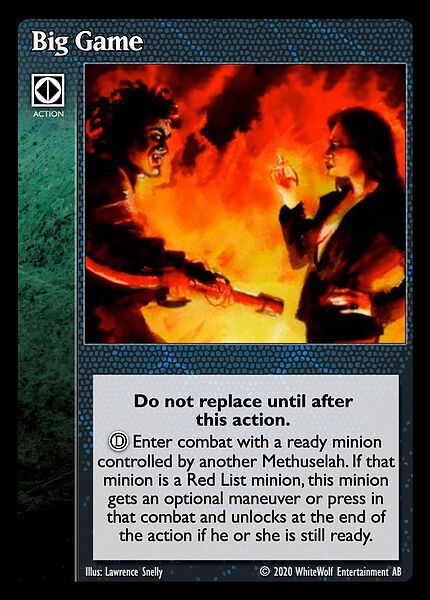 Big Game
ACTION
Do not replace until after
this action.
Ⓓ Enter combat with a ready minion
controlled by another Methuselah. If that
minion is a Red List minion, this minion
gets an optional maneuver or press in
that combat and unlocks at the end of
the action if he or she is still ready.
Illus: Lawrence Snelly © 2020 WhiteWolf Entertainment AB